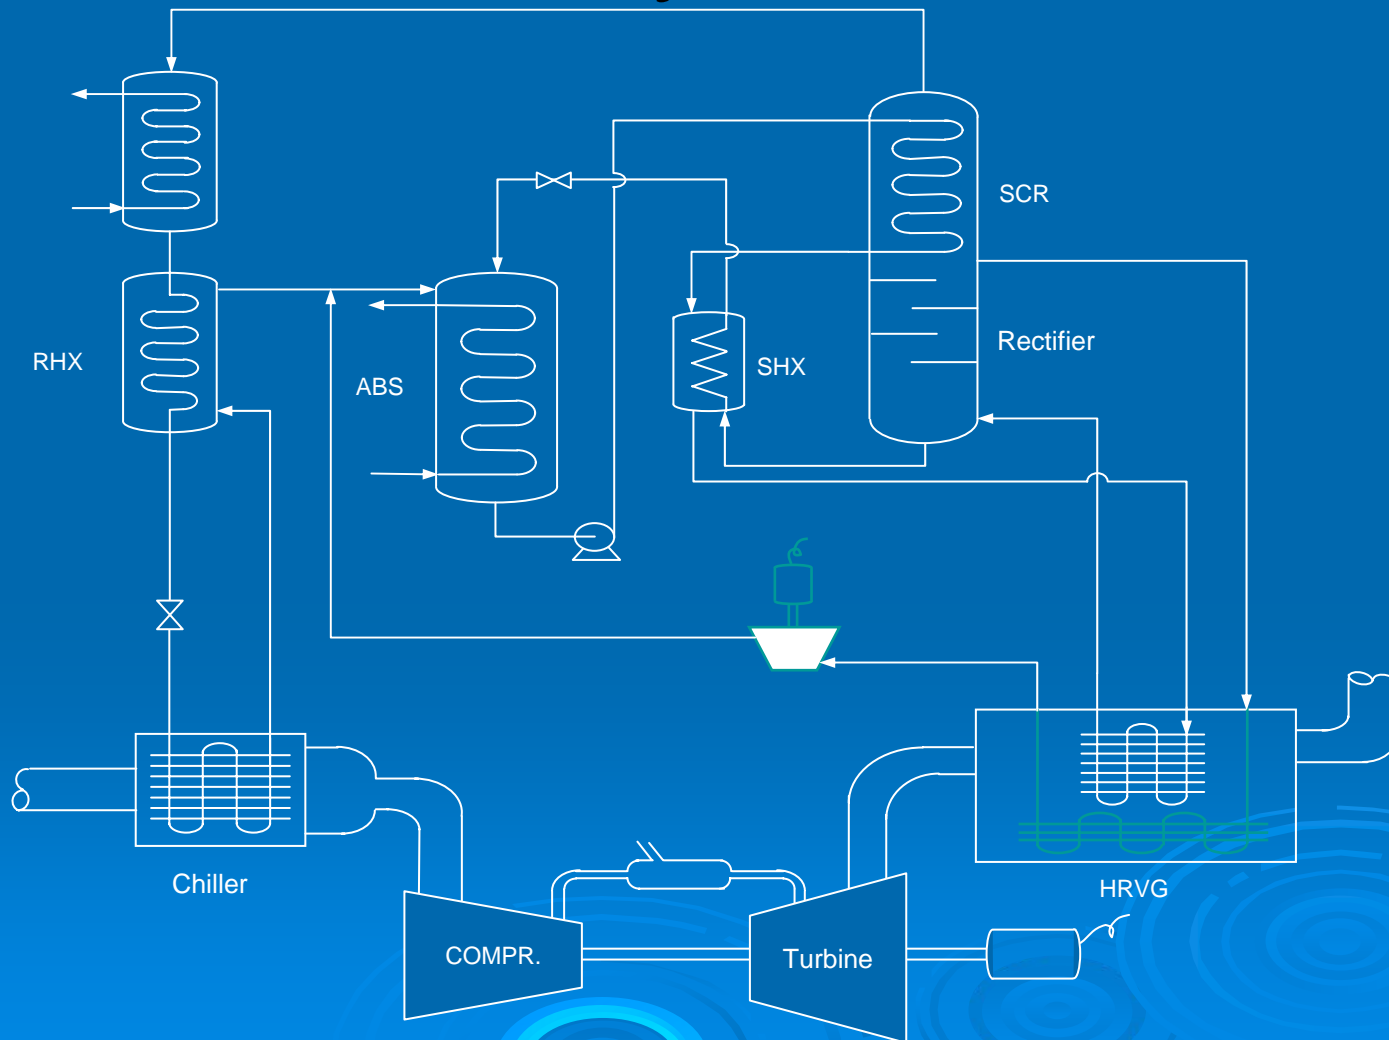 SCR
Rectifier
RHX
SHX
ABS
Chiller
HRVG
COMPR.
Turbine